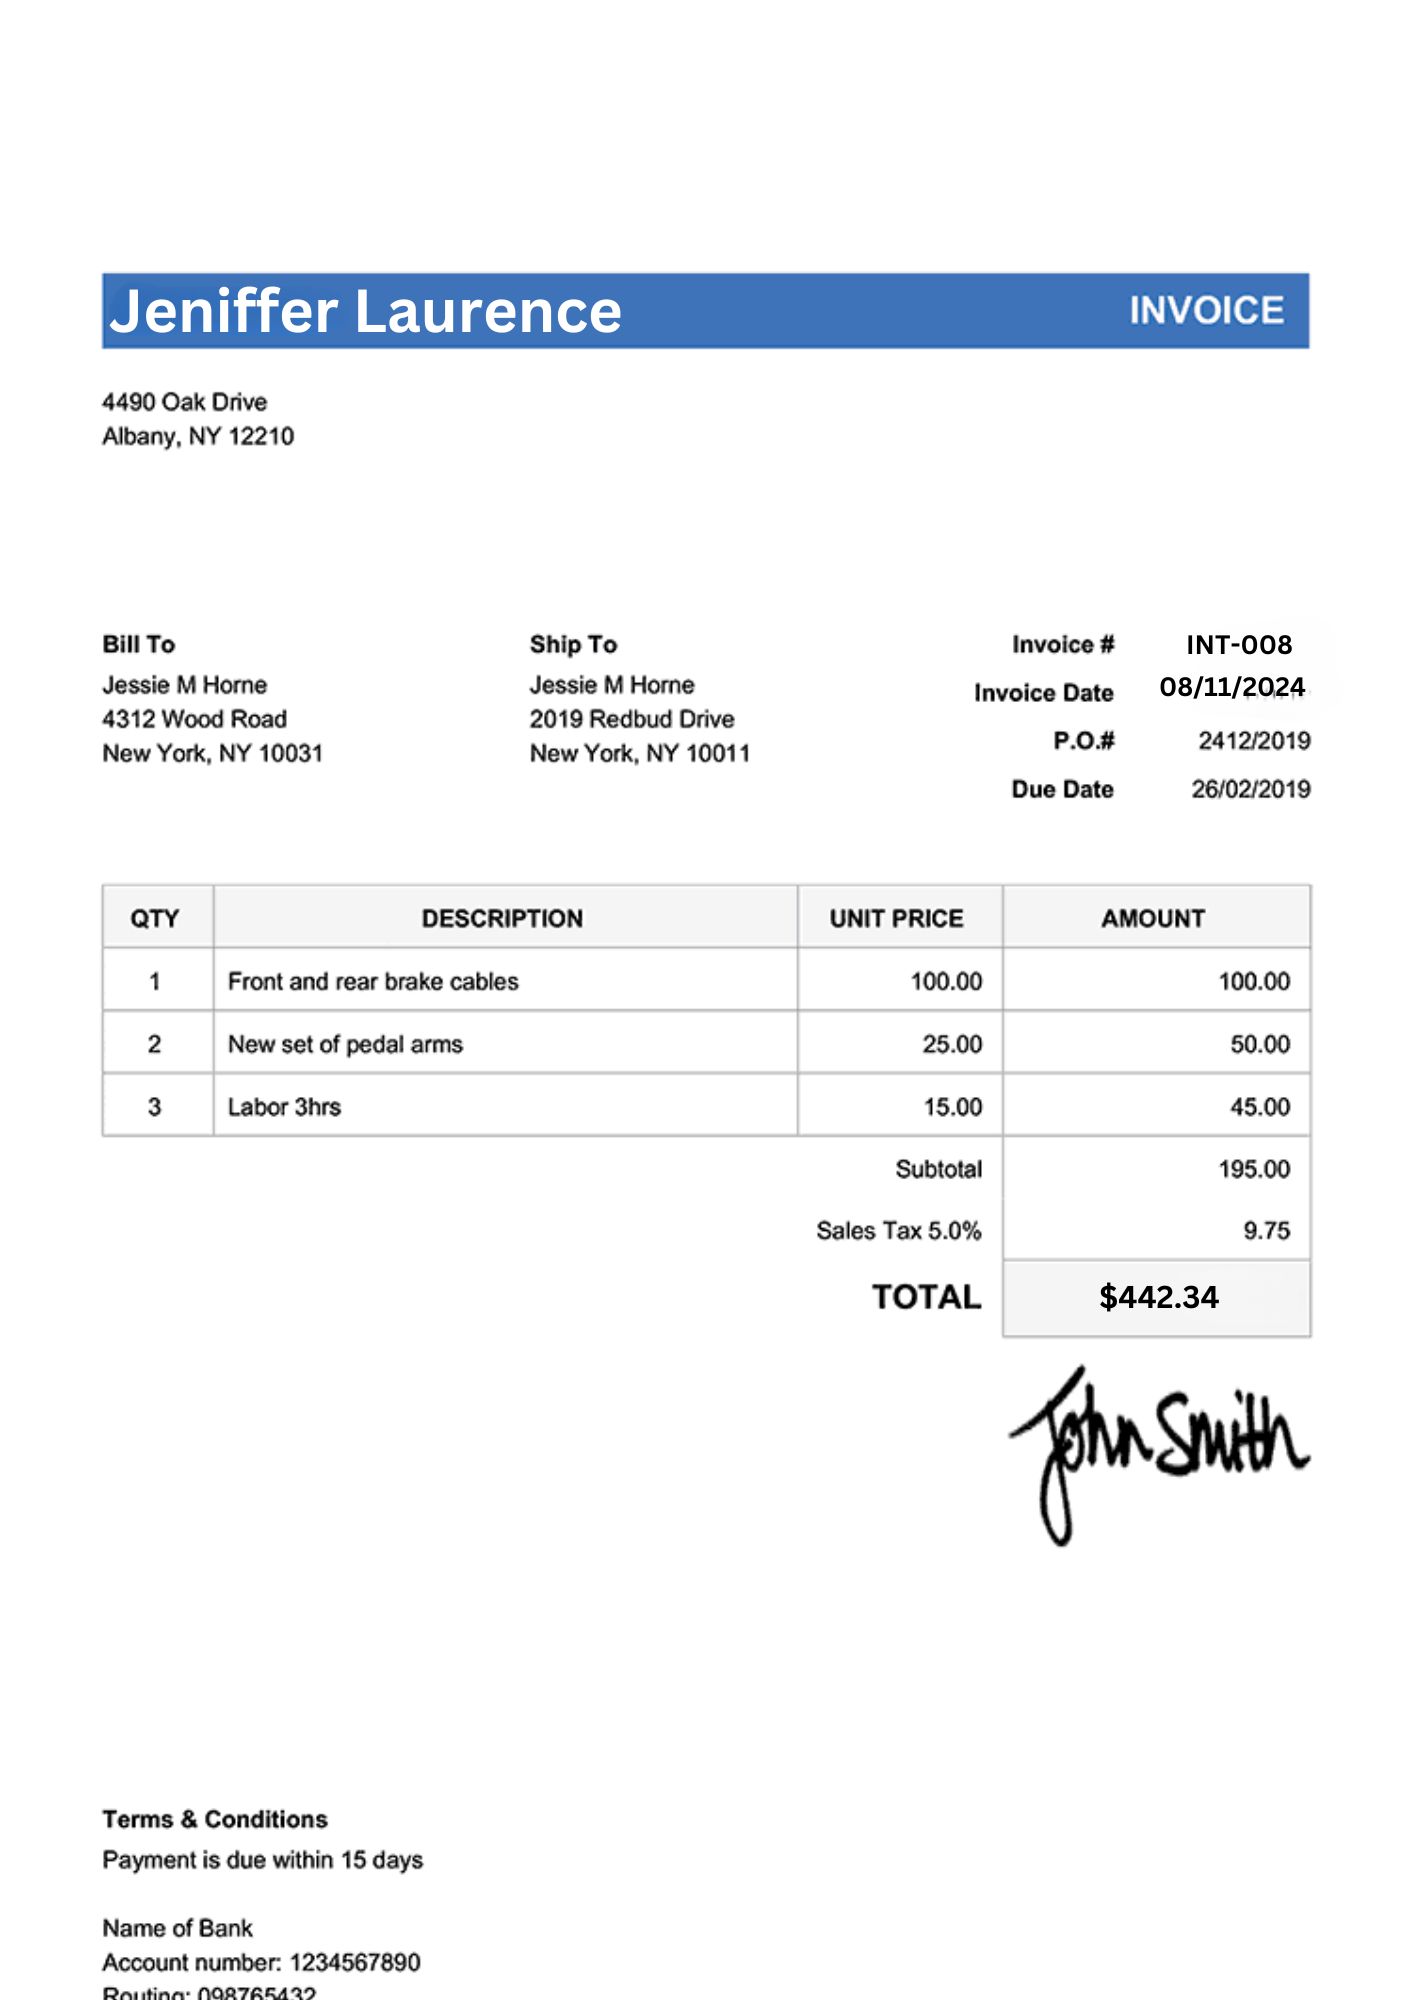 Jeniffer Laurence INVOICE
4490 Oak Drive
Albany, NY 12210
Bill To
Jessie M Horne
4312 Wood Road
New York, NY 10031
Ship To
Jessie M Horne
2019 Redbud Drive
New York, NY 10011
Invoice # INT-008
Invoice Date 08/11/2024
P.O.# 2412/2019
Due Date 26/02/2019
QTY DESCRIPTION UNIT PRICE AMOUNT
1 Front and rear brake cables 100.00 100.00
2 New set of pedal arms 25.00 50.00
3 Labor 3hrs 15.00 45.00
Subtotal 195.00
Sales Tax 5.0% 9.75
TOTAL $442.34
John Smith
Terms & Conditions
Payment is due within 15 days
Name of Bank
Account number: 1234567890
Routing: 098765432